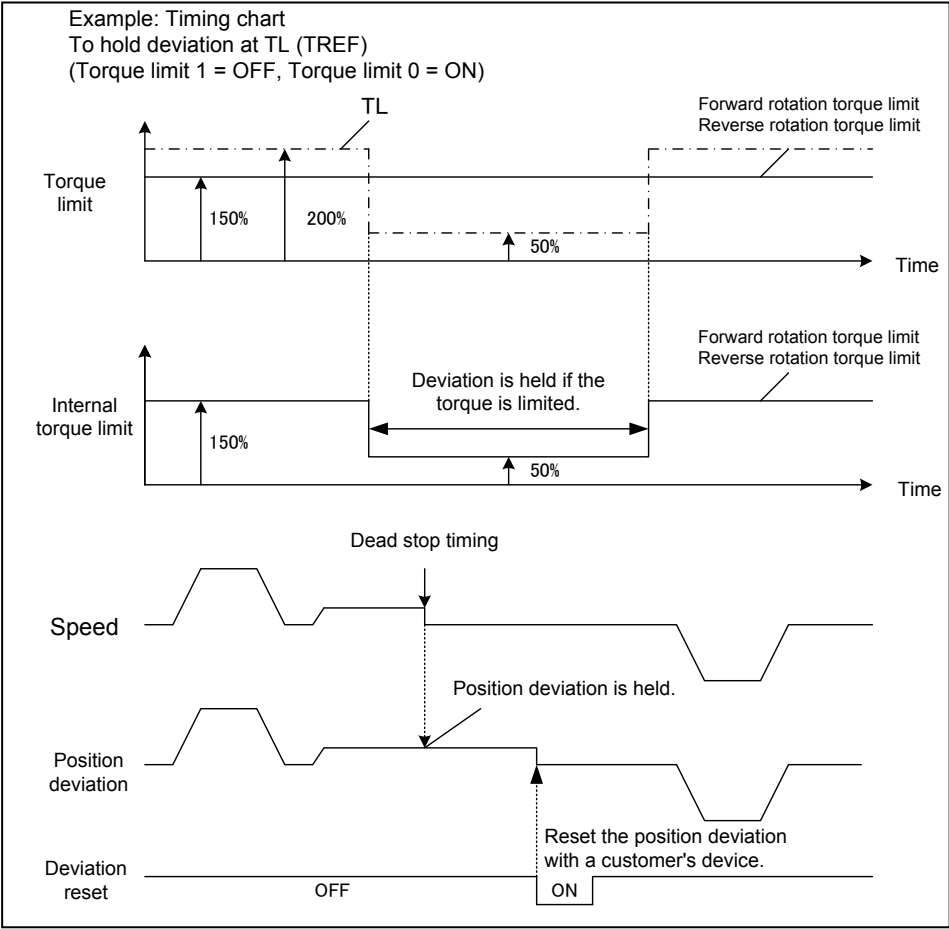 Example: Timing chart
To hold deviation at TL (TREF)
(Torque limit 1 = OFF, Torque limit 0 = ON)
TL
Forward rotation torque limit
Reverse rotation torque limit
Torque
limit
150%
200%
50%
Time
Forward rotation torque limit
Reverse rotation torque limit
Deviation is held if the
torque is limited.
Internal
torque limit
150%
50%
Time
Dead stop timing
Speed
Position deviation is held.
Position
deviation
Reset the position deviation
with a customer's device.
Deviation
reset
OFF
ON